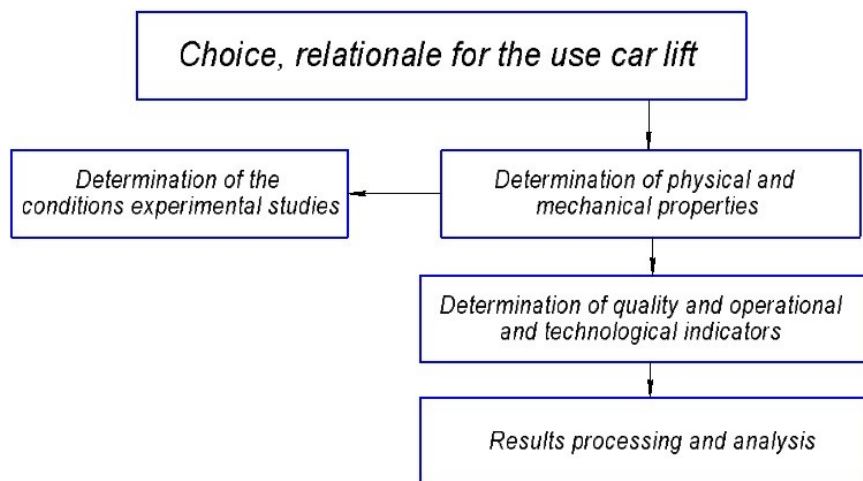 Choice, relationale for the use car lift
Determination of the
conditions experimental studies
Determination of physical and
mechanical properties
Determination of quality and operational
and technological indicators
Results processing and analysis